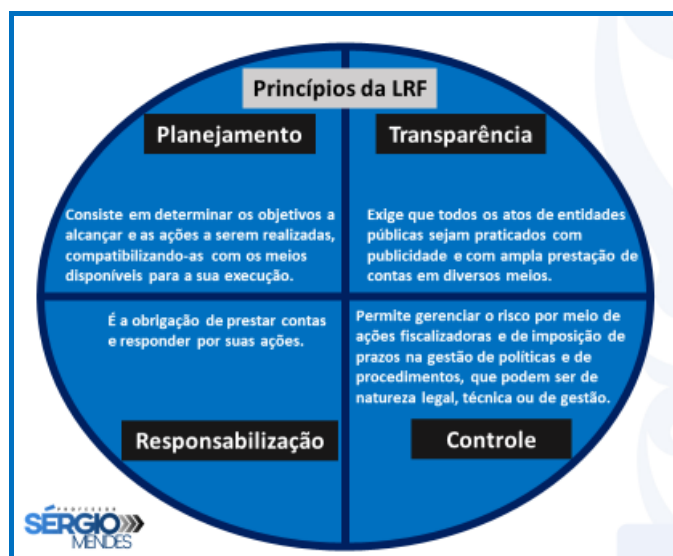 Princípios da LRF
Planejamento
Consiste em determinar os objetivos a
alcançar e as ações a serem realizadas,
compatibilizando-as com os meios
disponíveis para a sua execução.
Transparência
Exige que todos os atos de entidades
públicas sejam praticados com
publicidade e com ampla prestação de
contas em diversos meios.
É a obrigação de prestar contas
e responder por suas ações.
Responsabilização
Permite gerenciar o risco por meio de
ações fiscalizadoras e de imposição de
prazos na gestão de políticas e de
procedimentos, que podem ser de
natureza legal, técnica ou de gestão.
Controle
PROFESSOR
SÉRGIO
MENDES